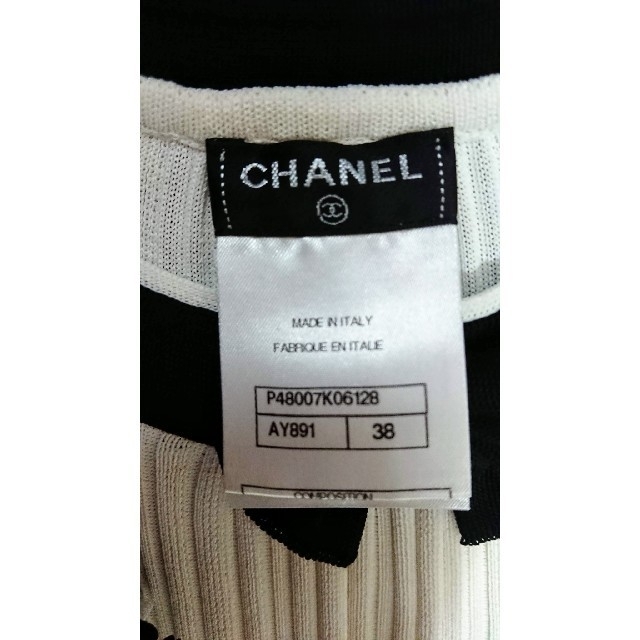 CHANEL
MADE IN ITALY
FABRIQUE EN ITALIE
P48007K06128
AY891 38
COMPOSITION